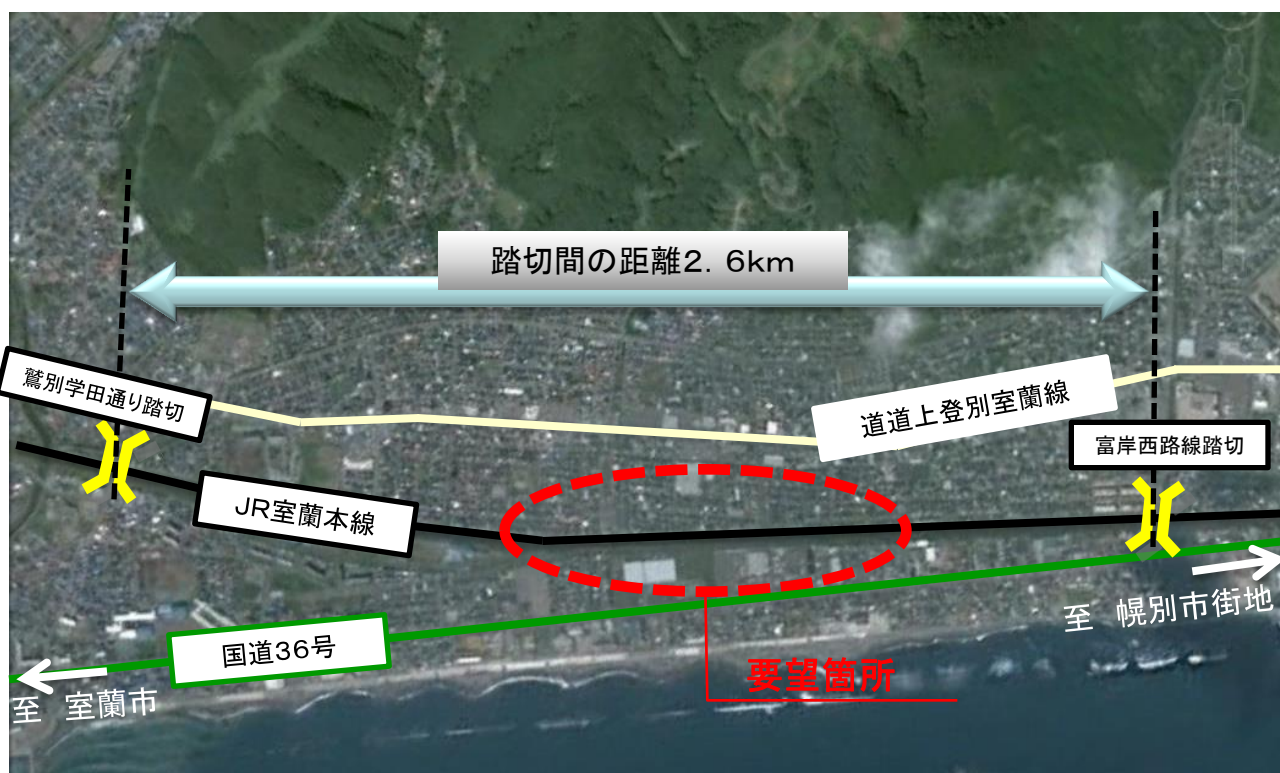 踏切間の距離2．6km
鷲別学田通り踏切
道道上登別室蘭線
富岸西路線踏切
JR室蘭本線
至　幌別市街地
国道36号
要望箇所
至　室蘭市